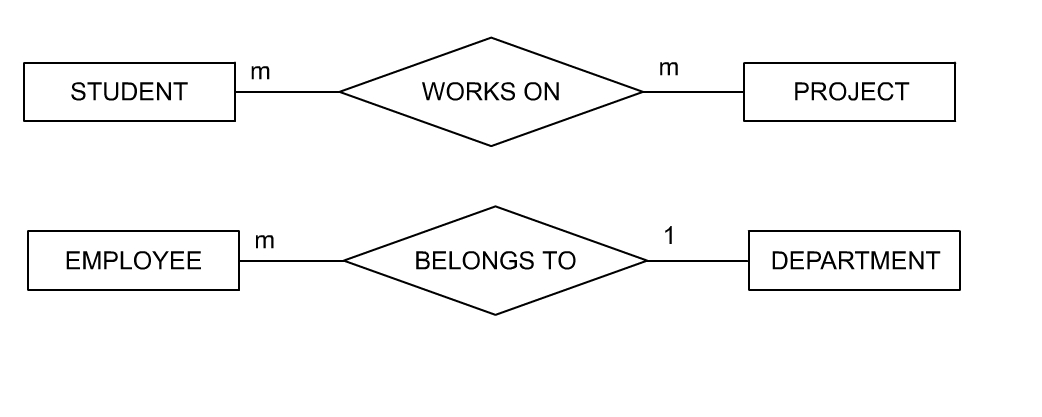 STUDENT m WORKS ON m PROJECT
EMPLOYEE m BELONGS TO 1 DEPARTMENT